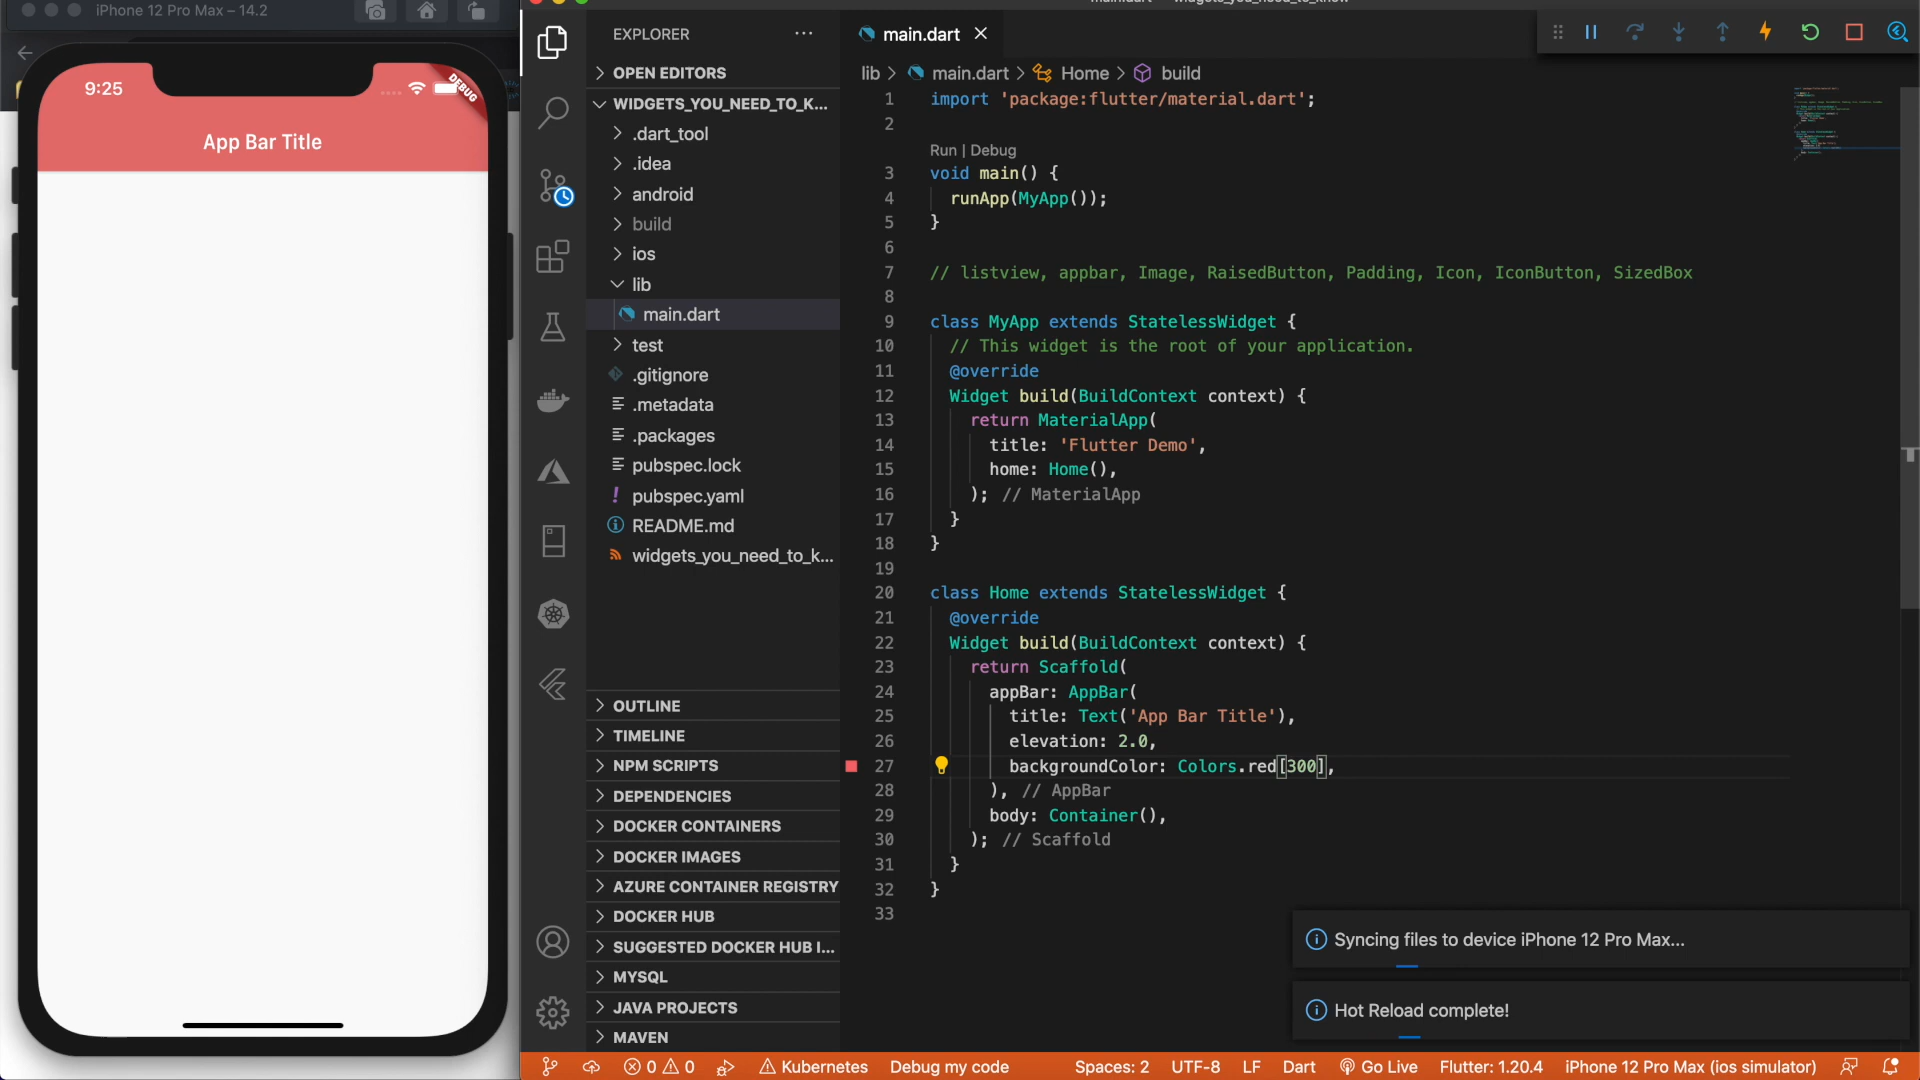 iPhone 12 Pro Max – 14.2
9:25
DEBUG
App Bar Title
EXPLORER
OPEN EDITORS
WIDGETS_YOU_NEED_TO_K...
.dart_tool
.idea
android
build
ios
lib
main.dart
test
.gitignore
.metadata
.packages
pubspec.lock
pubspec.yaml
README.md
widgets_you_need_to_k...
OUTLINE
TIMELINE
NPM SCRIPTS
DEPENDENCIES
DOCKER CONTAINERS
DOCKER IMAGES
AZURE CONTAINER REGISTRY
DOCKER HUB
SUGGESTED DOCKER HUB I...
MYSQL
JAVA PROJECTS
MAVEN
main.dart
lib > main.dart > Home > build
1 import 'package:flutter/material.dart';
2
Run | Debug
3 void main() {
4 runApp(MyApp());
5 }
6
7 // listview, appbar, Image, RaisedButton, Padding, Icon, IconButton, SizedBox
8
9 class MyApp extends StatelessWidget {
10 // This widget is the root of your application.
11 @override
12 Widget build(BuildContext context) {
13 return MaterialApp(
14 title: 'Flutter Demo',
15 home: Home(),
16 ); // MaterialApp
17 }
18 }
19
20 class Home extends StatelessWidget {
21 @override
22 Widget build(BuildContext context) {
23 return Scaffold(
24 appBar: AppBar(
25 title: Text('App Bar Title'),
26 elevation: 2.0,
27 backgroundColor: Colors.red[300],
28 ), // AppBar
29 body: Container(),
30 ); // Scaffold
31 }
32 }
33
Syncing files to device iPhone 12 Pro Max...
Hot Reload complete!
0 0 Kubernetes Debug my code Spaces: 2 UTF-8 LF Dart Go Live Flutter: 1.20.4 iPhone 12 Pro Max (ios simulator)